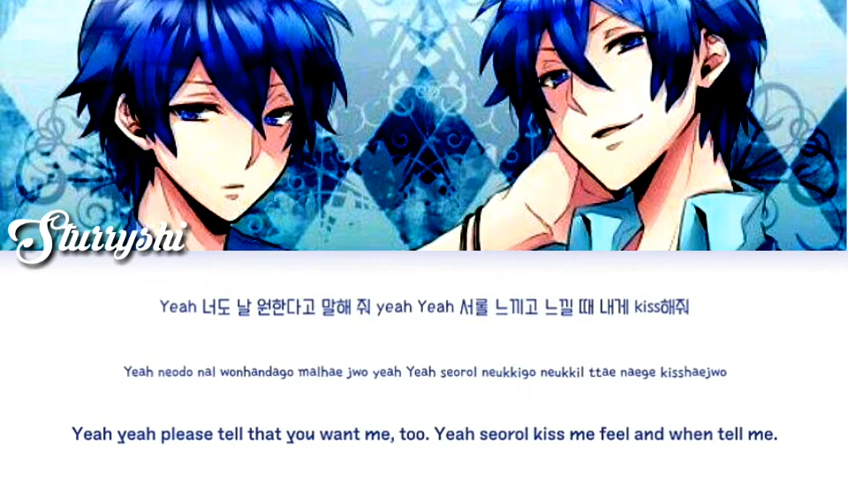 Sturryshi
Yeah 너도 날 원한다고 말해 줘 yeah Yeah 서롤 느끼고 느낄 때 내게 kiss해줘
Yeah neodo nal wonhandago malhae jwo yeah Yeah seorol neukkigo neukkil ttae naege kisshaejwo
Yeah yeah please tell that you want me, too. Yeah seorol kiss me feel and when tell me.